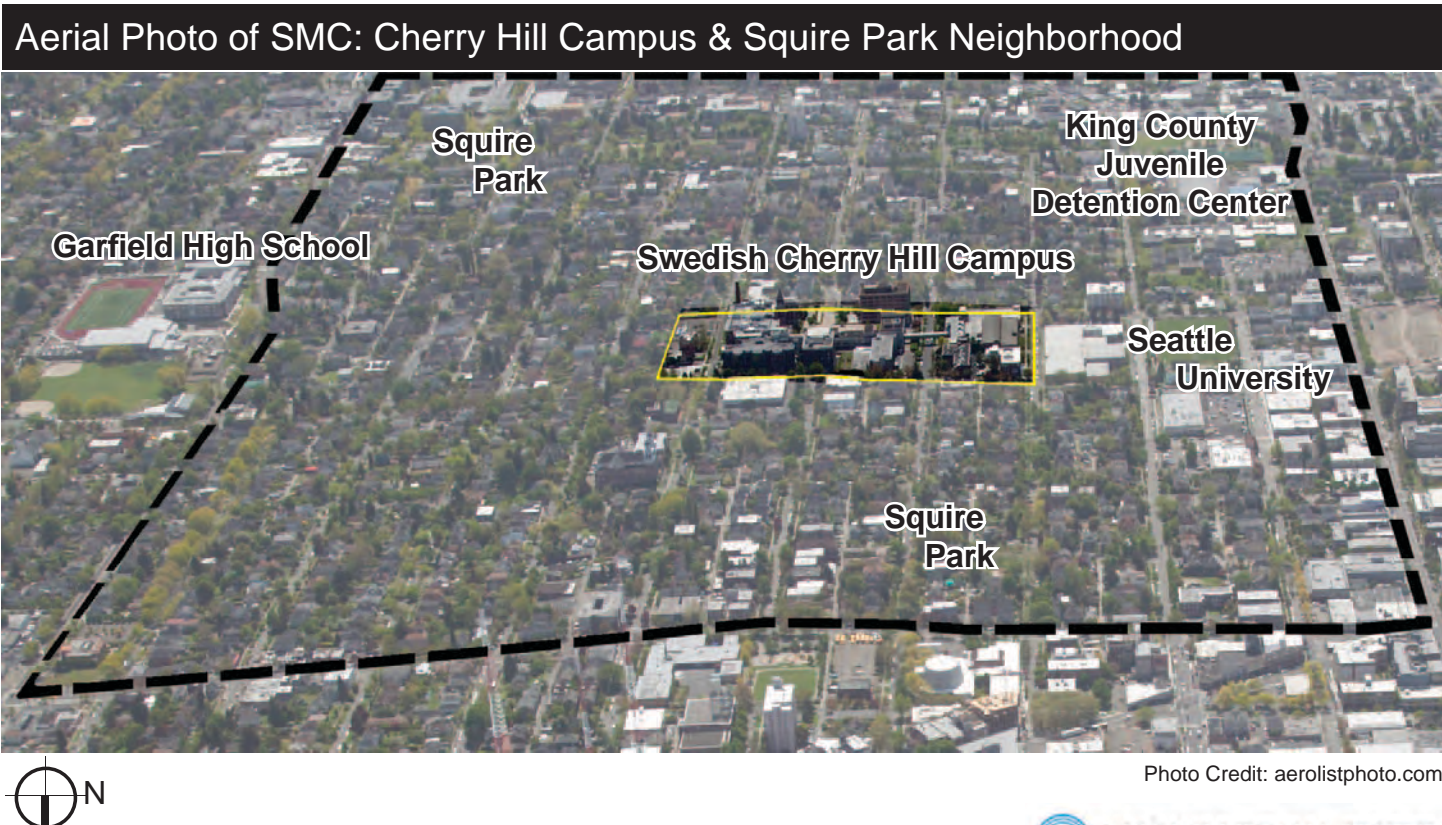 Aerial Photo of SMC: Cherry Hill Campus & Squire Park Neighborhood
Squire
Park
King County
Juvenile
Detention Center
Garfield High School
Swedish Cherry Hill Campus
Seattle
University
Squire
Park
Photo Credit: aerolistphoto.com
N